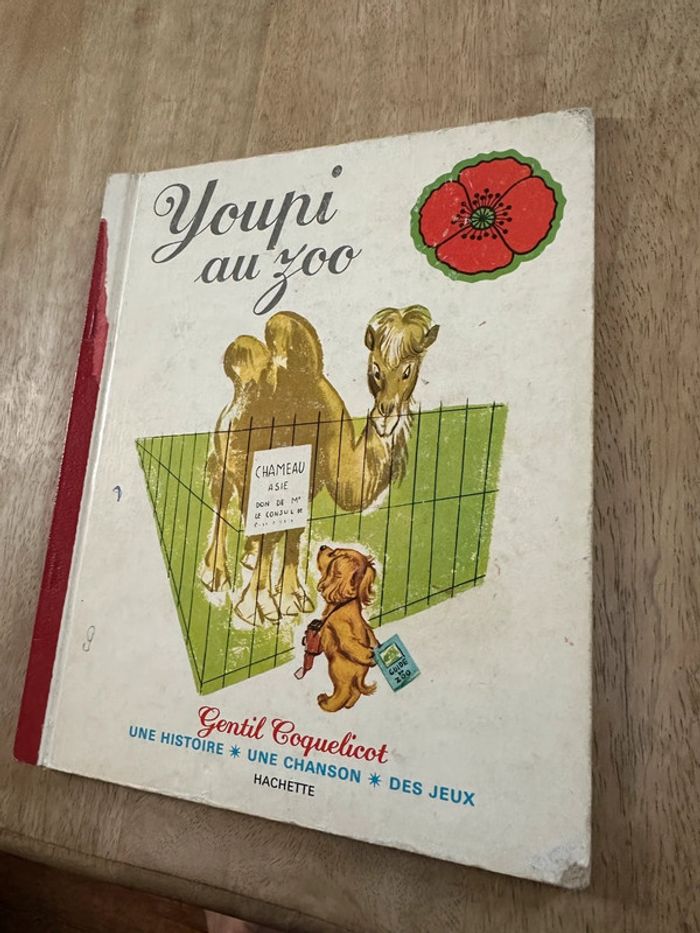 Youpi
au zoo
CHAMEAU
ASIE
DON DE Mr
LE CONSUL DE
GUIDE
ZOO
Gentil Coquelicot
UNE HISTOIRE * UNE CHANSON * DES JEUX
HACHETTE